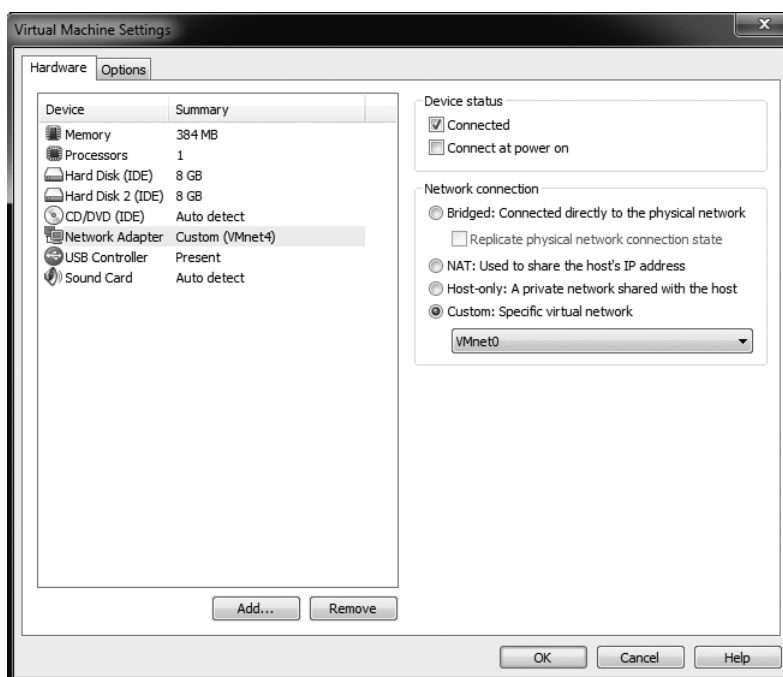 Virtual Machine Settings
X
Hardware Options
Device Summary
Memory 384 MB
Processors 1
Hard Disk (IDE) 8 GB
Hard Disk 2 (IDE) 8 GB
CD/DVD (IDE) Auto detect
Network Adapter Custom (VMnet4)
USB Controller Present
Sound Card Auto detect
Add... Remove
Device status
Connected
Connect at power on
Network connection
Bridged: Connected directly to the physical network
Replicate physical network connection state
NAT: Used to share the host's IP address
Host-only: A private network shared with the host
Custom: Specific virtual network
VMnet0
OK Cancel Help